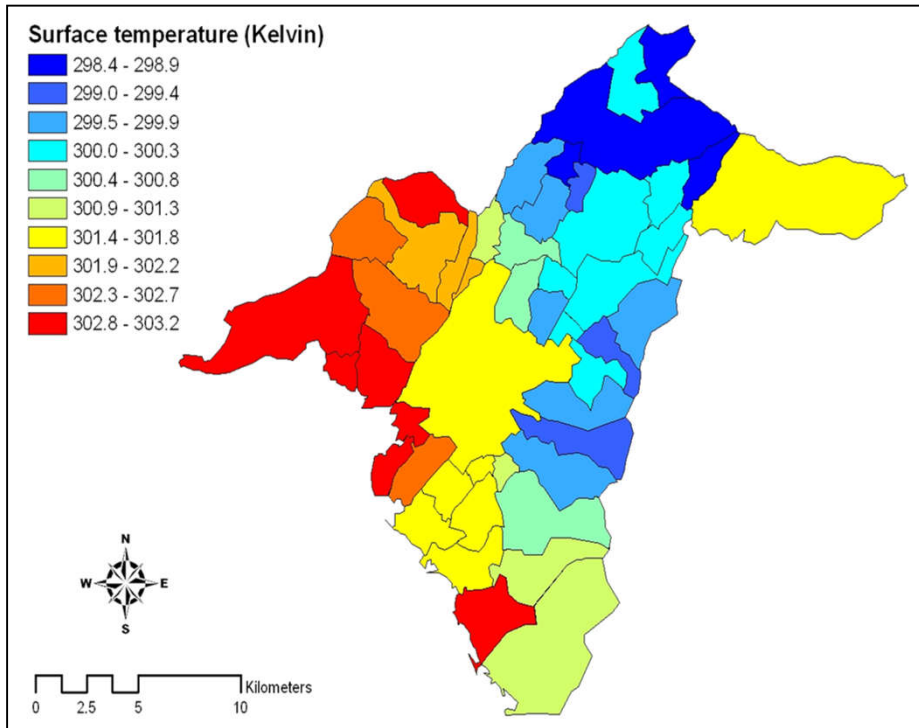 Surface temperature (Kelvin)
298.4 - 298.9
299.0 - 299.4
299.5 - 299.9
300.0 - 300.3
300.4 - 300.8
300.9 - 301.3
301.4 - 301.8
301.9 - 302.2
302.3 - 302.7
302.8 - 303.2
N
W E
S
Kilometers
0 2.5 5 10